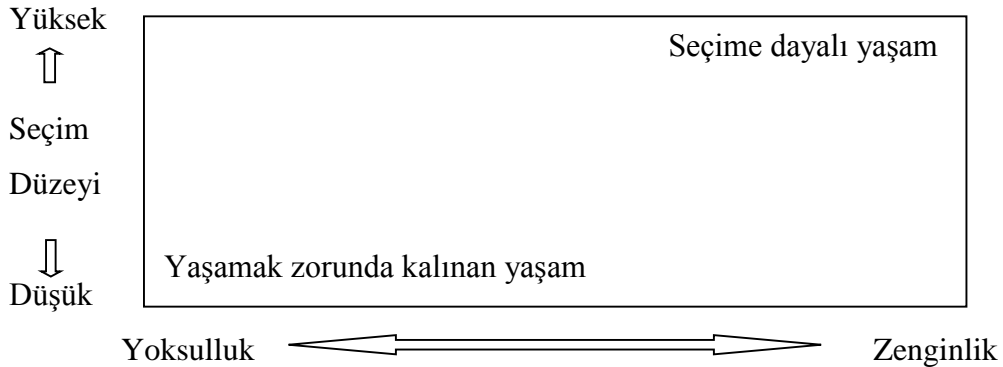 Yüksek
Seçime dayalı yaşam
Seçim
Düzeyi
Yaşamak zorunda kalınan yaşam
Düşük
Yoksulluk Zenginlik